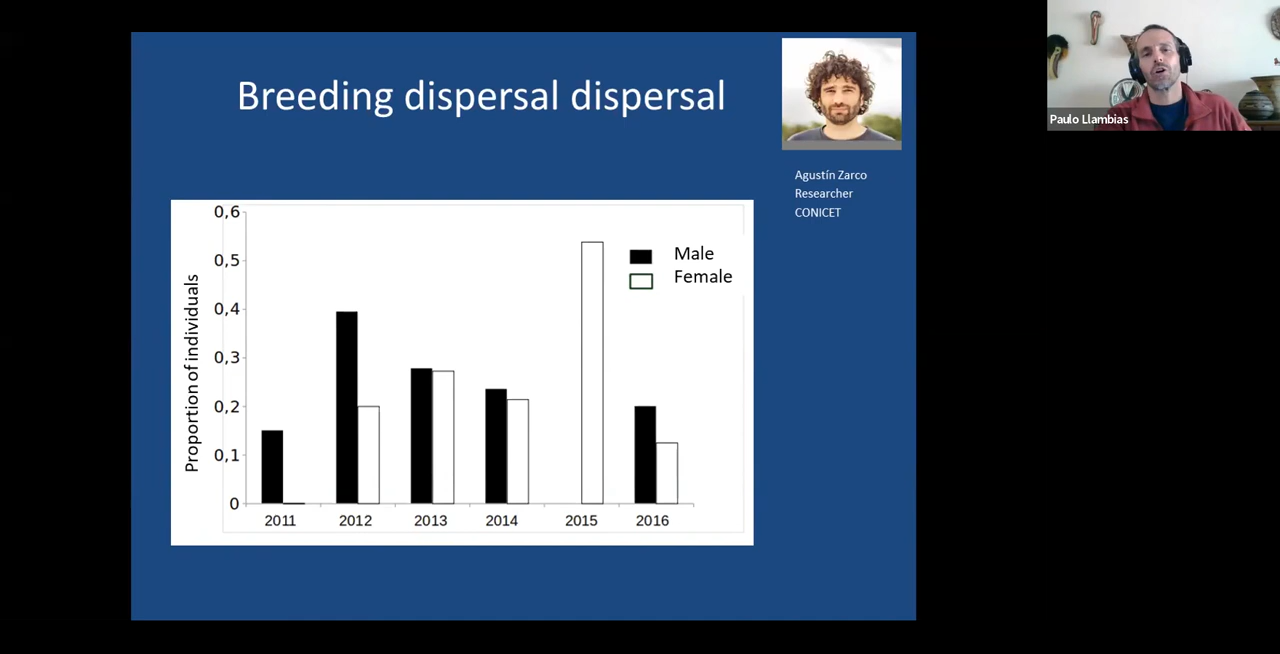 Breeding dispersal dispersal
Agustín Zarco
Researcher
CONICET
Paulo Llambias
Proportion of individuals
0,6
0,5
0,4
0,3
0,2
0,1
0
Male
Female
2011 2012 2013 2014 2015 2016